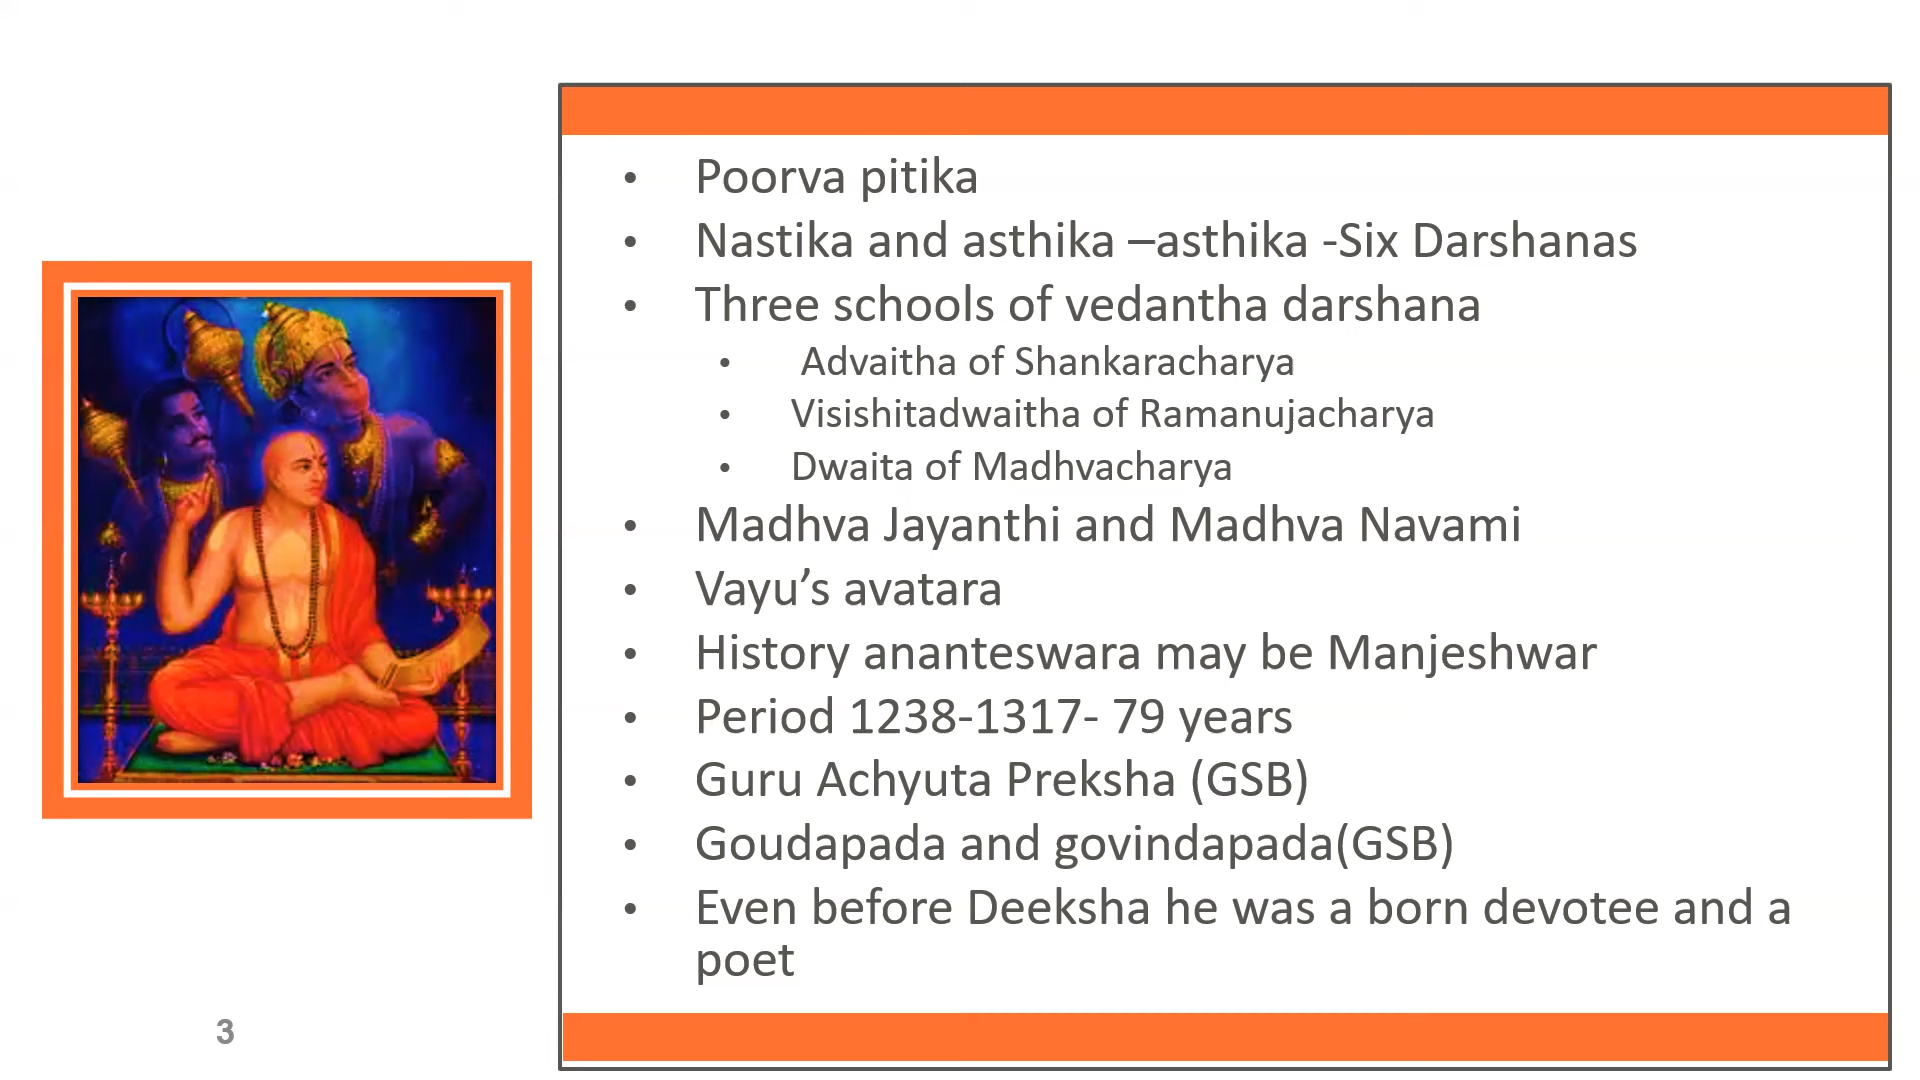 • Poorva pitika
• Nastika and asthika –asthika -Six Darshanas
• Three schools of vedantha darshana
• Advaitha of Shankaracharya
• Visishitadwaitha of Ramanujacharya
• Dwaita of Madhvacharya
• Madhva Jayanthi and Madhva Navami
• Vayu’s avatara
• History ananteswara may be Manjeshwar
• Period 1238-1317- 79 years
• Guru Achyuta Preksha (GSB)
• Goudapada and govindapada(GSB)
• Even before Deeksha he was a born devotee and a
poet
3